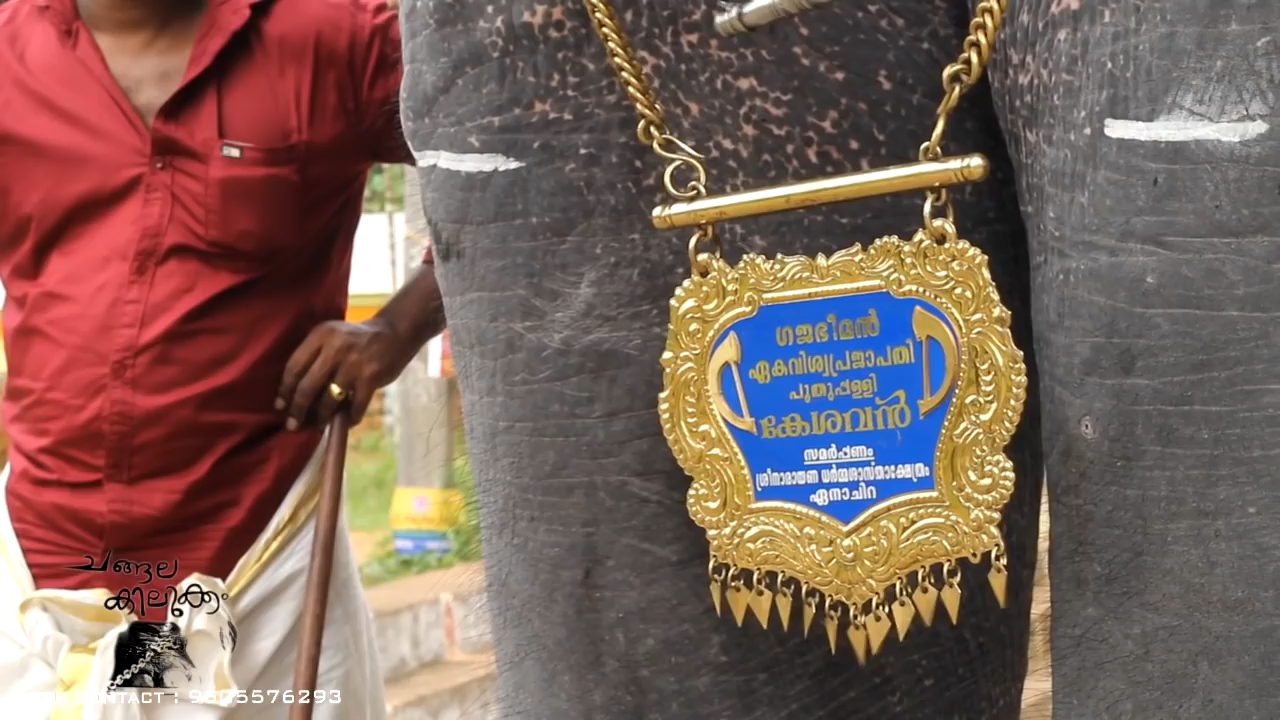 ഗജഭീമൻ
ഏകവിശ്വപ്രജാപതി
പുതുപ്പള്ളി
കേശവൻ
സമർപ്പണം
ശ്രീനാരായണ ധർമ്മശാസ്താക്ഷേത്രം
ഏനാചിറ
ചങ്ങല
കിലുക്കം
CONTACT : 9605576293